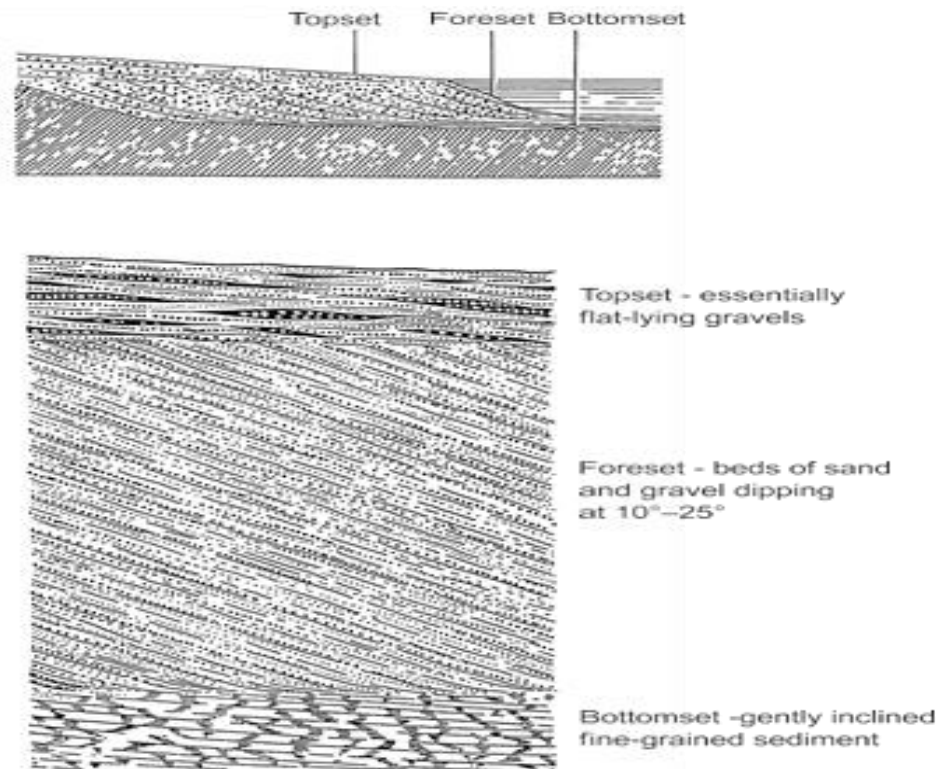 Topset Foreset Bottomset
Topset - essentially
flat-lying gravels
Foreset - beds of sand
and gravel dipping
at 10°–25°
Bottomset -gently inclined
fine-grained sediment